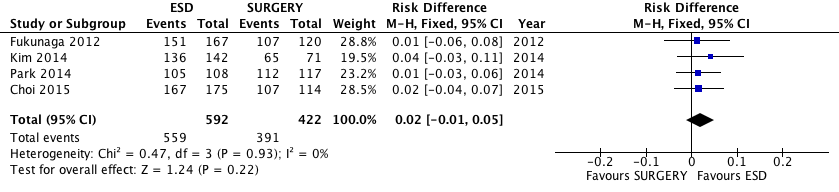 ESD SURGERY Risk Difference Risk Difference
Study or Subgroup Events Total Events Total Weight M-H, Fixed, 95% CI Year M-H, Fixed, 95% CI
Fukunaga 2012 151 167 107 120 28.8% 0.01 [-0.06, 0.08] 2012
Kim 2014 136 142 65 71 19.5% 0.04 [-0.03, 0.11] 2014
Park 2014 105 108 112 117 23.2% 0.01 [-0.03, 0.06] 2014
Choi 2015 167 175 107 114 28.5% 0.02 [-0.04, 0.07] 2015
Total (95% CI) 592 422 100.0% 0.02 [-0.01, 0.05]
Total events 559 391
Heterogeneity: Chi² = 0.47, df = 3 (P = 0.93); I² = 0%
Test for overall effect: Z = 1.24 (P = 0.22)
-0.2 -0.1 0 0.1 0.2
Favours SURGERY Favours ESD